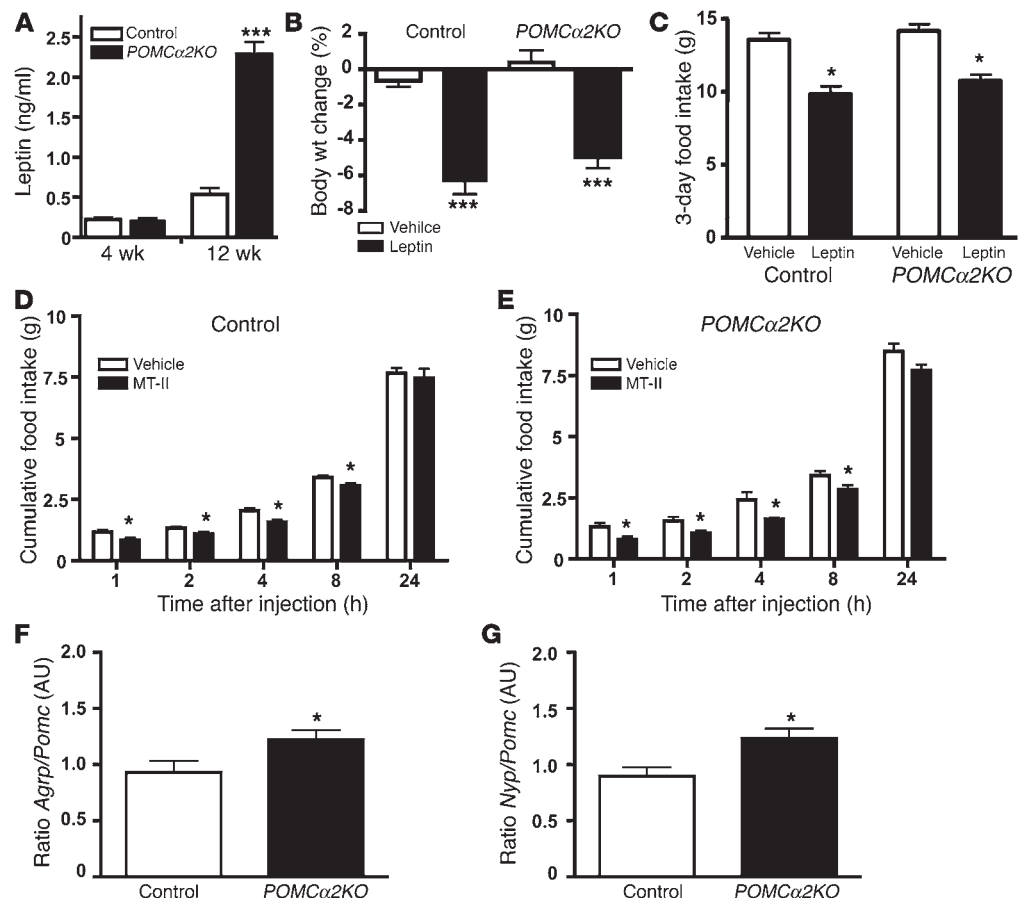 A
Leptin (ng/ml)
2.5
2.0
1.5
1.0
0.5
0
Control
POMCα2KO
***
4 wk 12 wk
B
Body wt change (%)
2
0
-2
-4
-6
-8
Control POMCα2KO
***
***
Vehilce
Leptin
C
3-day food intake (g)
15
10
5
0
*
*
Vehicle Leptin Vehicle Leptin
Control POMCα2KO
D
Cumulative food intake (g)
10
7.5
5
2.5
0
Control
Vehicle
MT-II
* * * *
1 2 4 8 24
Time after injection (h)
E
Cumulative food intake (g)
10
7.5
5
2.5
0
POMCα2KO
Vehicle
MT-II
* * * *
1 2 4 8 24
Time after injection (h)
F
Ratio Agrp/Pomc (AU)
2.0
1.5
1.0
0.5
0
*
Control POMCα2KO
G
Ratio Nyp/Pomc (AU)
2.0
1.5
1.0
0.5
0
*
Control POMCα2KO